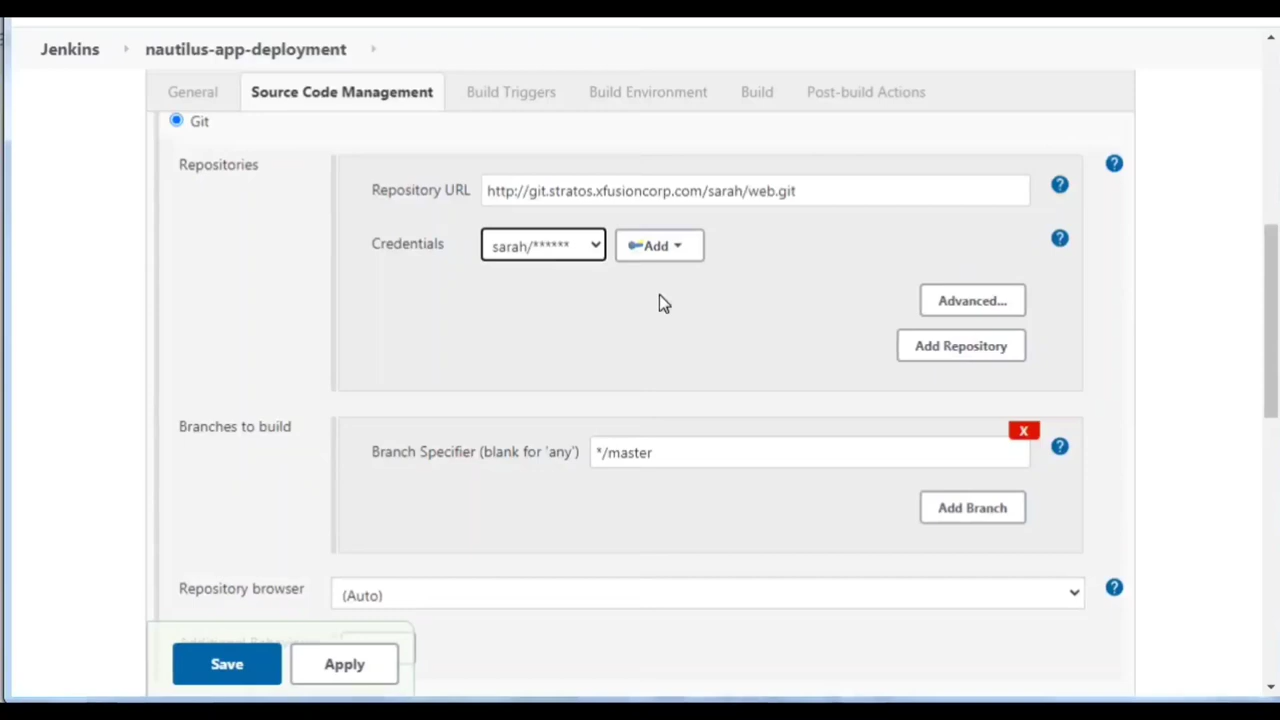 Jenkins nautilus-app-deployment
General Source Code Management Build Triggers Build Environment Build Post-build Actions
Git
Repositories
Repository URL http://git.stratos.xfusioncorp.com/sarah/web.git
Credentials sarah/****** Add
Advanced...
Add Repository
Branches to build
X
Branch Specifier (blank for 'any') */master
Add Branch
Repository browser (Auto)
Save Apply